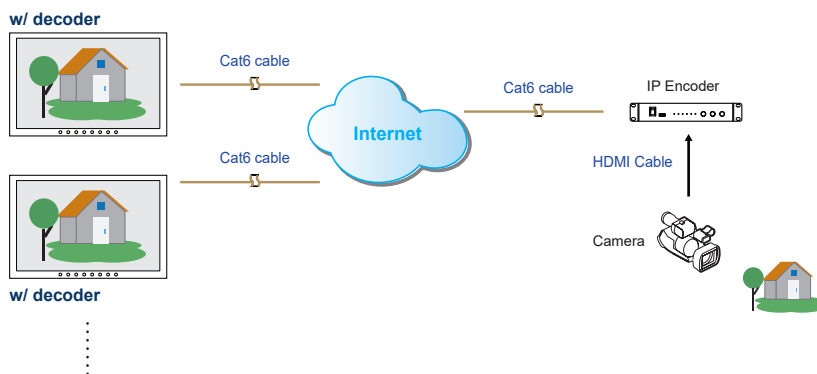 w/ decoder
Cat6 cable
Cat6 cable
IP Encoder
Internet
Cat6 cable
HDMI Cable
Camera
w/ decoder